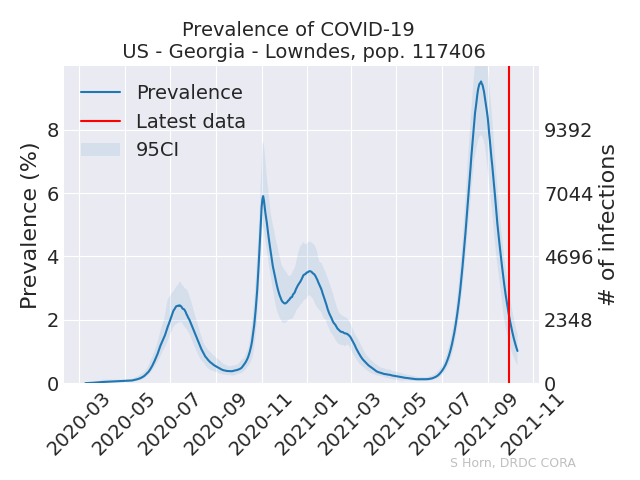 Prevalence of COVID-19
US - Georgia - Lowndes, pop. 117406
Prevalence
Latest data
95CI
Prevalence (%)
8
6
4
2
0
9392
7044
4696
2348
0
# of infections
2020-03
2020-05
2020-07
2020-09
2020-11
2021-01
2021-03
2021-05
2021-07
2021-09
2021-11
S Horn, DRDC CORA